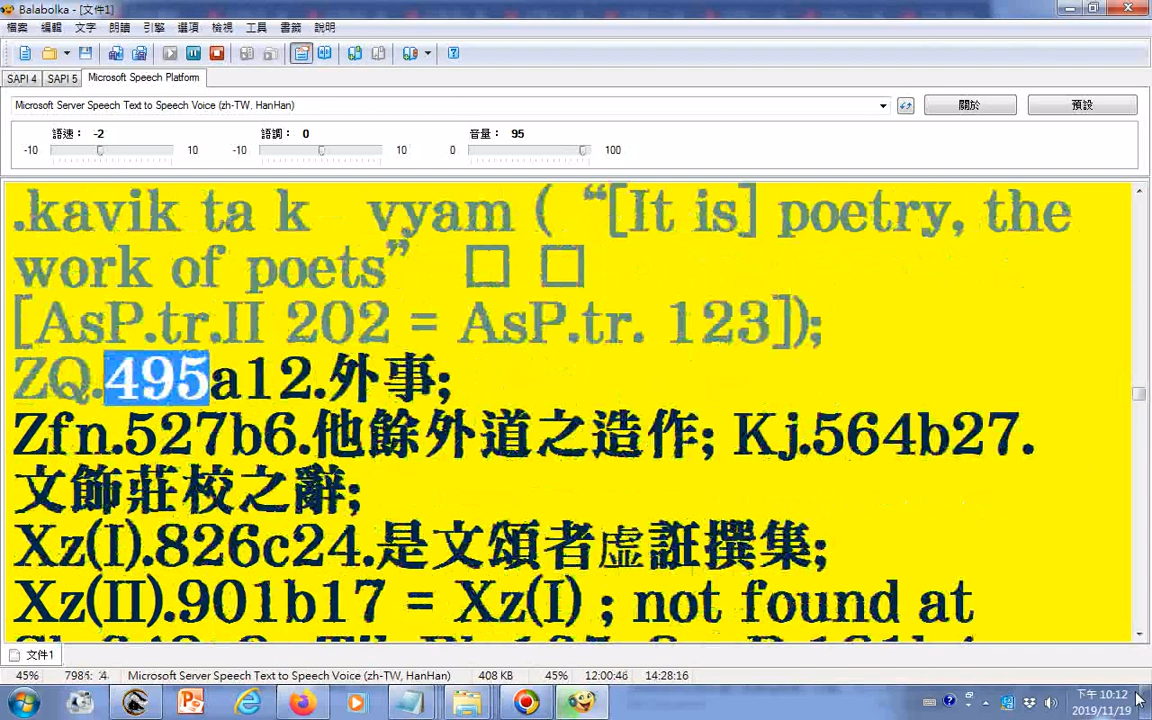 Balabolka - [文件1]
檔案 編輯 文字 朗讀 引擎 選項 檢視 工具 書籤 說明
SAPI 4 SAPI 5 Microsoft Speech Platform
Microsoft Server Speech Text to Speech Voice (zh-TW, HanHan) 關於 預設
語速： -2 語調： 0 音量： 95
-10 10 -10 10 0 100
.kavik ta k vyam ( “[It is] poetry, the
work of poets” □ □
[AsP.tr.II 202 = AsP.tr. 123]);
ZQ.495a12.外事;
Zfn.527b6.他餘外道之造作; Kj.564b27.
文飾莊校之辭;
Xz(I).826c24.是文頌者虛誑撰集;
Xz(II).901b17 = Xz(I) ; not found at
文件1
45% Microsoft Server Speech Text to Speech Voice (zh-TW, HanHan) 408 KB 45% 12:00:46 14:28:16
下午 10:12
2019/11/19